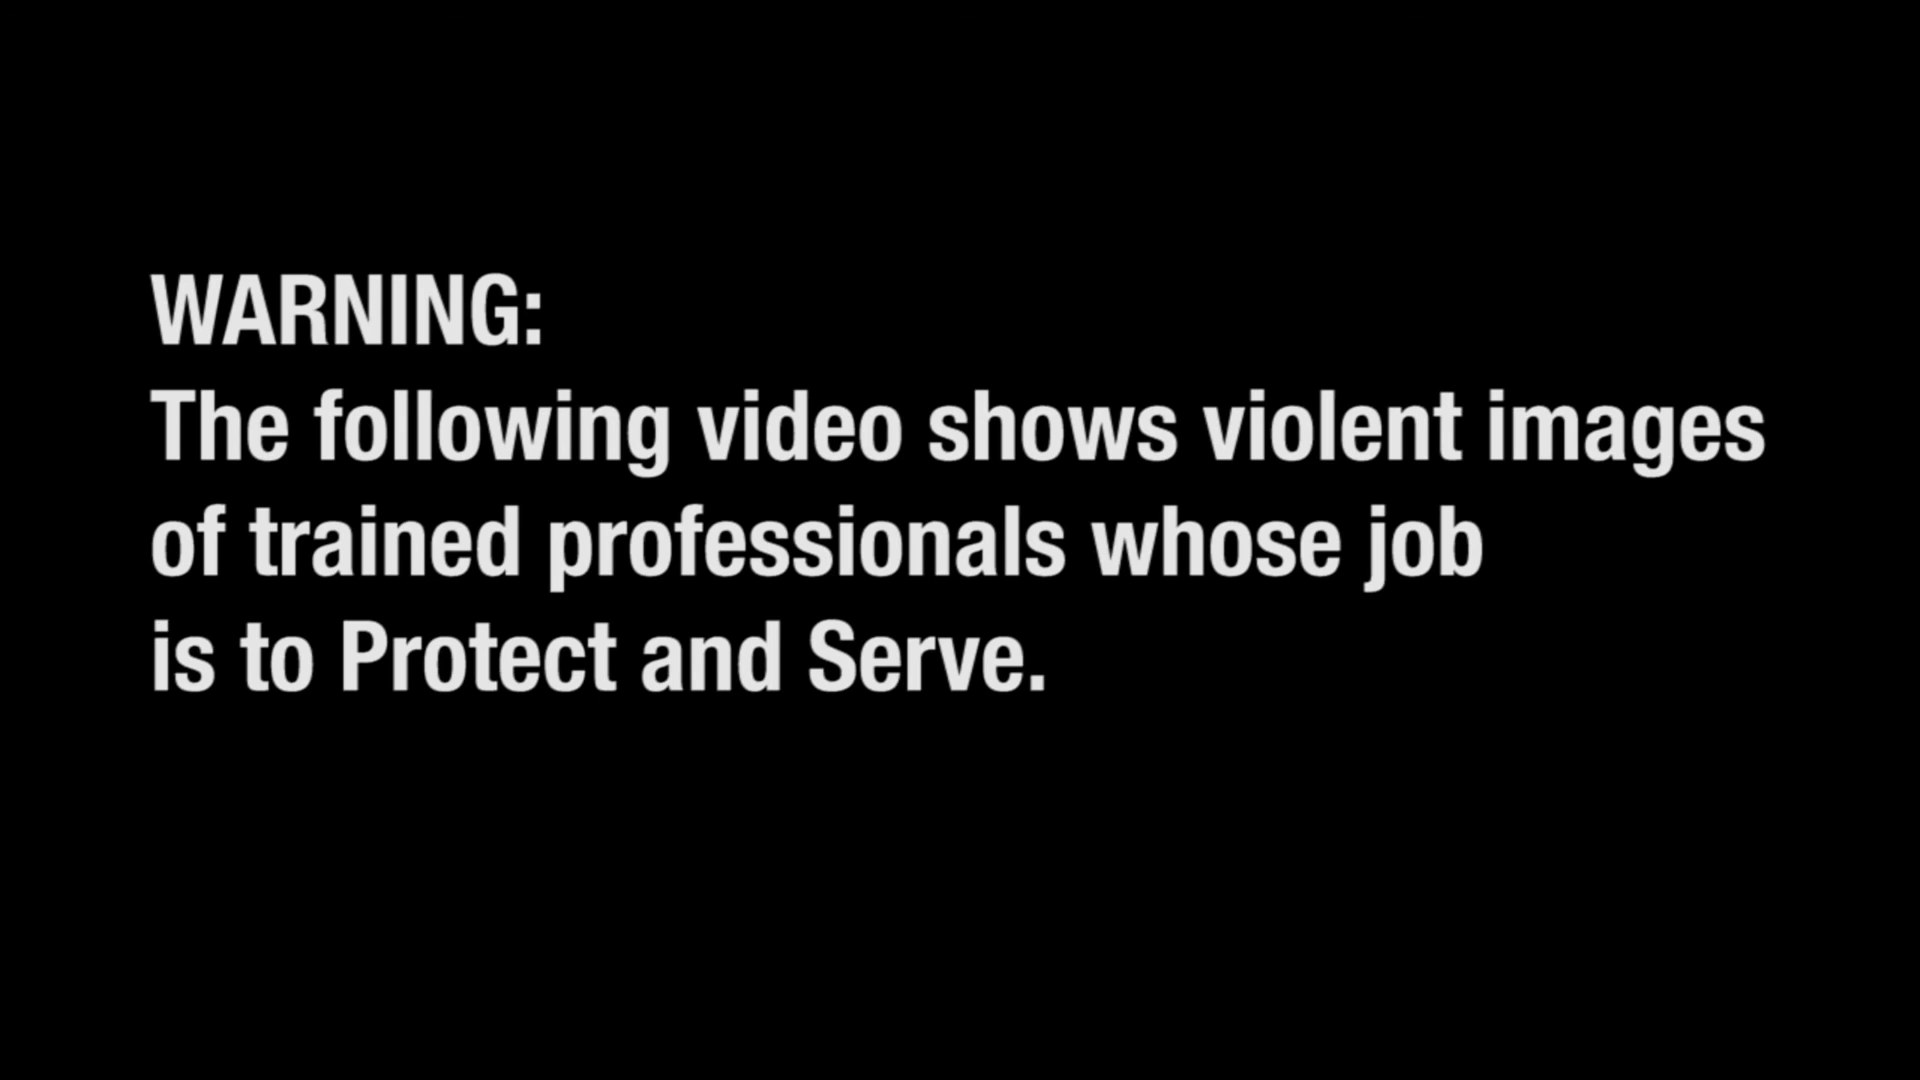 WARNING:
The following video shows violent images
of trained professionals whose job
is to Protect and Serve.